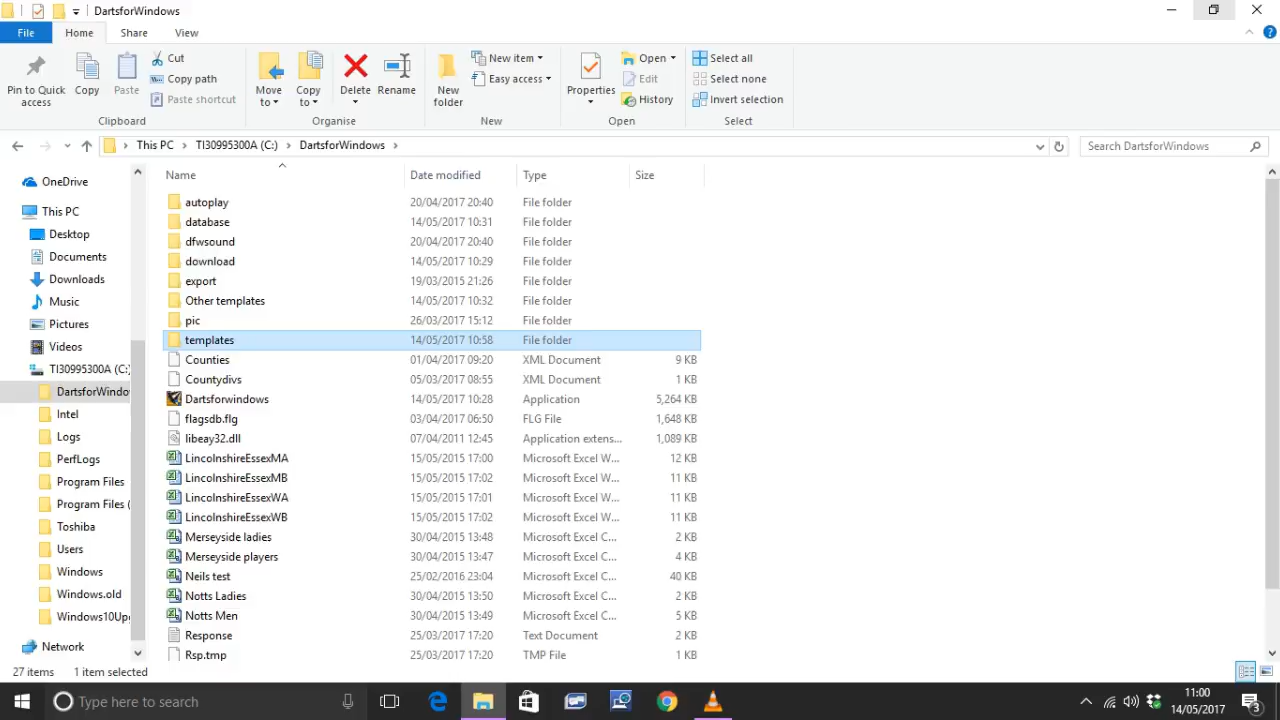 DartsforWindows
File Home Share View
Pin to Quick access
Copy
Paste
Cut
Copy path
Paste shortcut
Clipboard
Move to
Copy to
Delete
Rename
Organise
New folder
New item
Easy access
New
Properties
Open
Edit
History
Open
Select all
Select none
Invert selection
Select
This PC TI30995300A (C:) DartsforWindows
Search DartsforWindows
OneDrive
This PC
Desktop
Documents
Downloads
Music
Pictures
Videos
TI30995300A (C:)
DartsforWindo
Intel
Logs
PerfLogs
Program Files
Program Files (
Toshiba
Users
Windows
Windows.old
Windows10Upg
Network
Name Date modified Type Size
autoplay 20/04/2017 20:40 File folder
database 14/05/2017 10:31 File folder
dfwsound 20/04/2017 20:40 File folder
download 14/05/2017 10:29 File folder
export 19/03/2015 21:26 File folder
Other templates 14/05/2017 10:32 File folder
pic 26/03/2017 15:12 File folder
templates 14/05/2017 10:58 File folder
Counties 01/04/2017 09:20 XML Document 9 KB
Countydivs 05/03/2017 08:55 XML Document 1 KB
Dartsforwindows 14/05/2017 10:28 Application 5,264 KB
flagsdb.flg 03/04/2017 06:50 FLG File 1,648 KB
libeay32.dll 07/04/2011 12:45 Application extens... 1,089 KB
LincolnshireEssexMA 15/05/2015 17:00 Microsoft Excel W... 12 KB
LincolnshireEssexMB 15/05/2015 17:02 Microsoft Excel W... 11 KB
LincolnshireEssexWA 15/05/2015 17:01 Microsoft Excel W... 11 KB
LincolnshireEssexWB 15/05/2015 17:02 Microsoft Excel W... 11 KB
Merseyside ladies 30/04/2015 13:48 Microsoft Excel C... 2 KB
Merseyside players 30/04/2015 13:47 Microsoft Excel C... 4 KB
Neils test 25/02/2016 23:04 Microsoft Excel C... 40 KB
Notts Ladies 30/04/2015 13:50 Microsoft Excel C... 2 KB
Notts Men 30/04/2015 13:49 Microsoft Excel C... 5 KB
Response 25/03/2017 17:20 Text Document 2 KB
Rsp.tmp 25/03/2017 17:20 TMP File 1 KB
27 items 1 item selected
Type here to search
11:00
14/05/2017
3